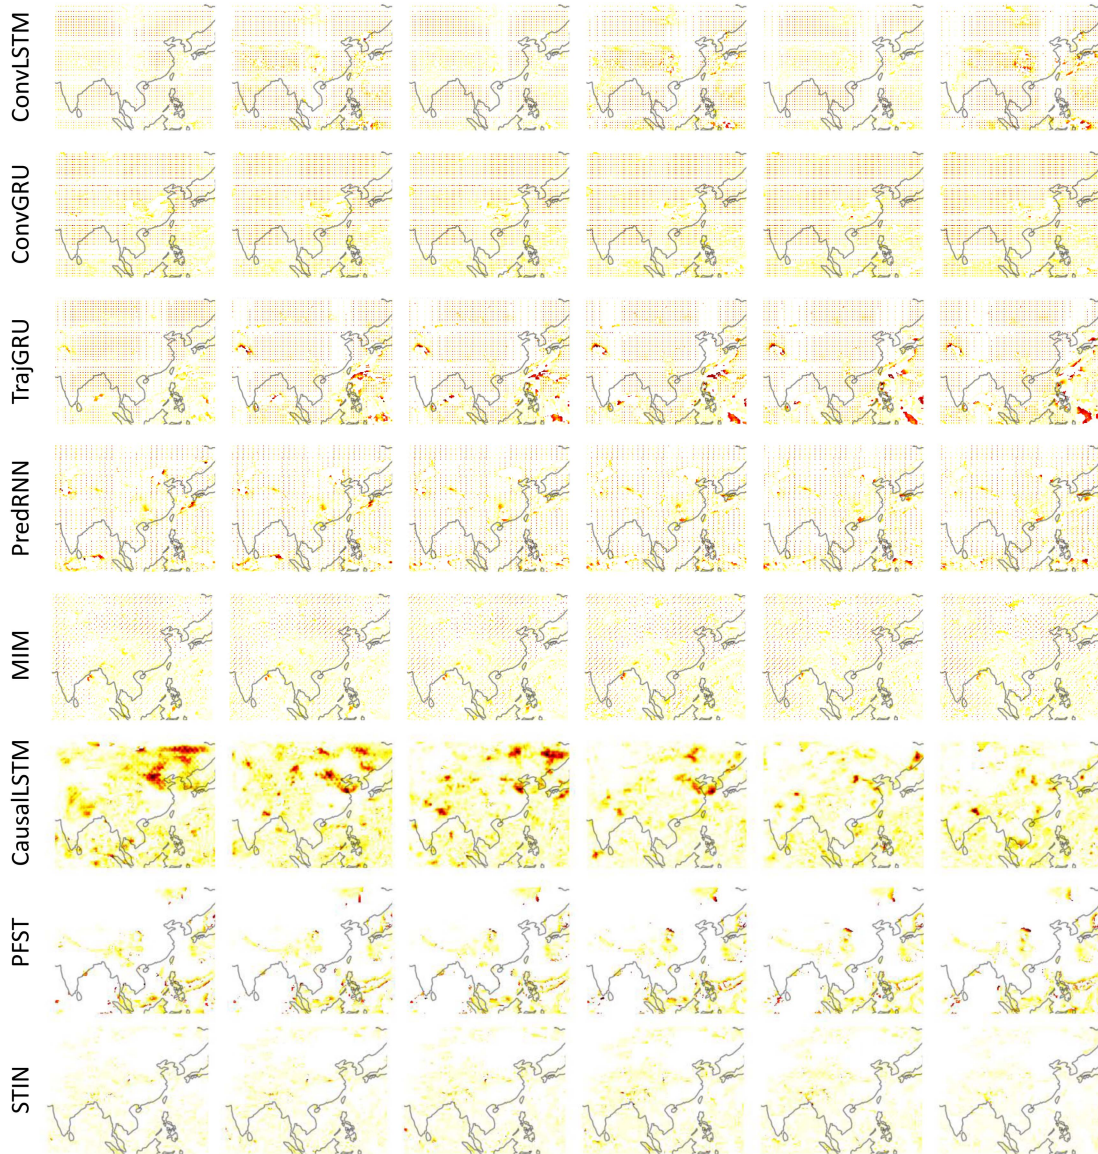 ConvLSTM
ConvGRU
TrajGRU
PredRNN
MIM
CausalLSTM
PFST
STIN